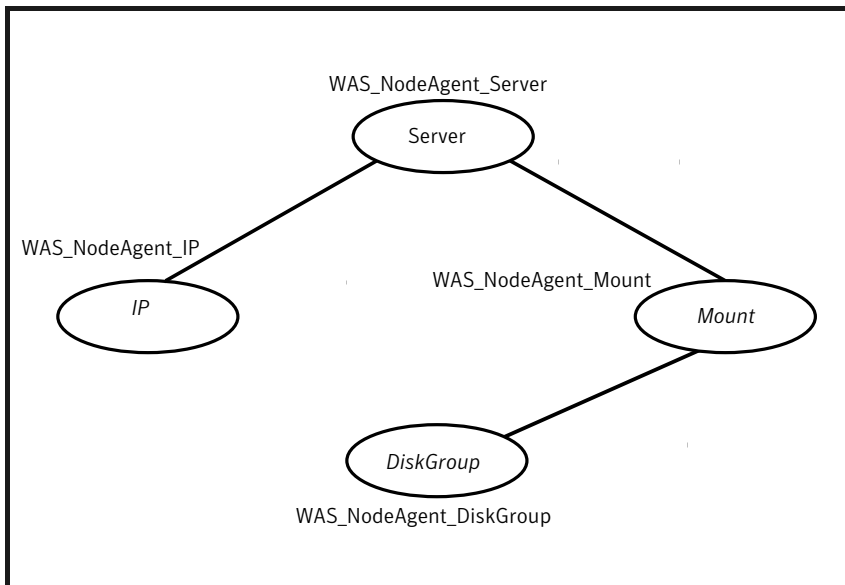 WAS_NodeAgent_Server
Server
WAS_NodeAgent_IP
IP
WAS_NodeAgent_Mount
Mount
DiskGroup
WAS_NodeAgent_DiskGroup